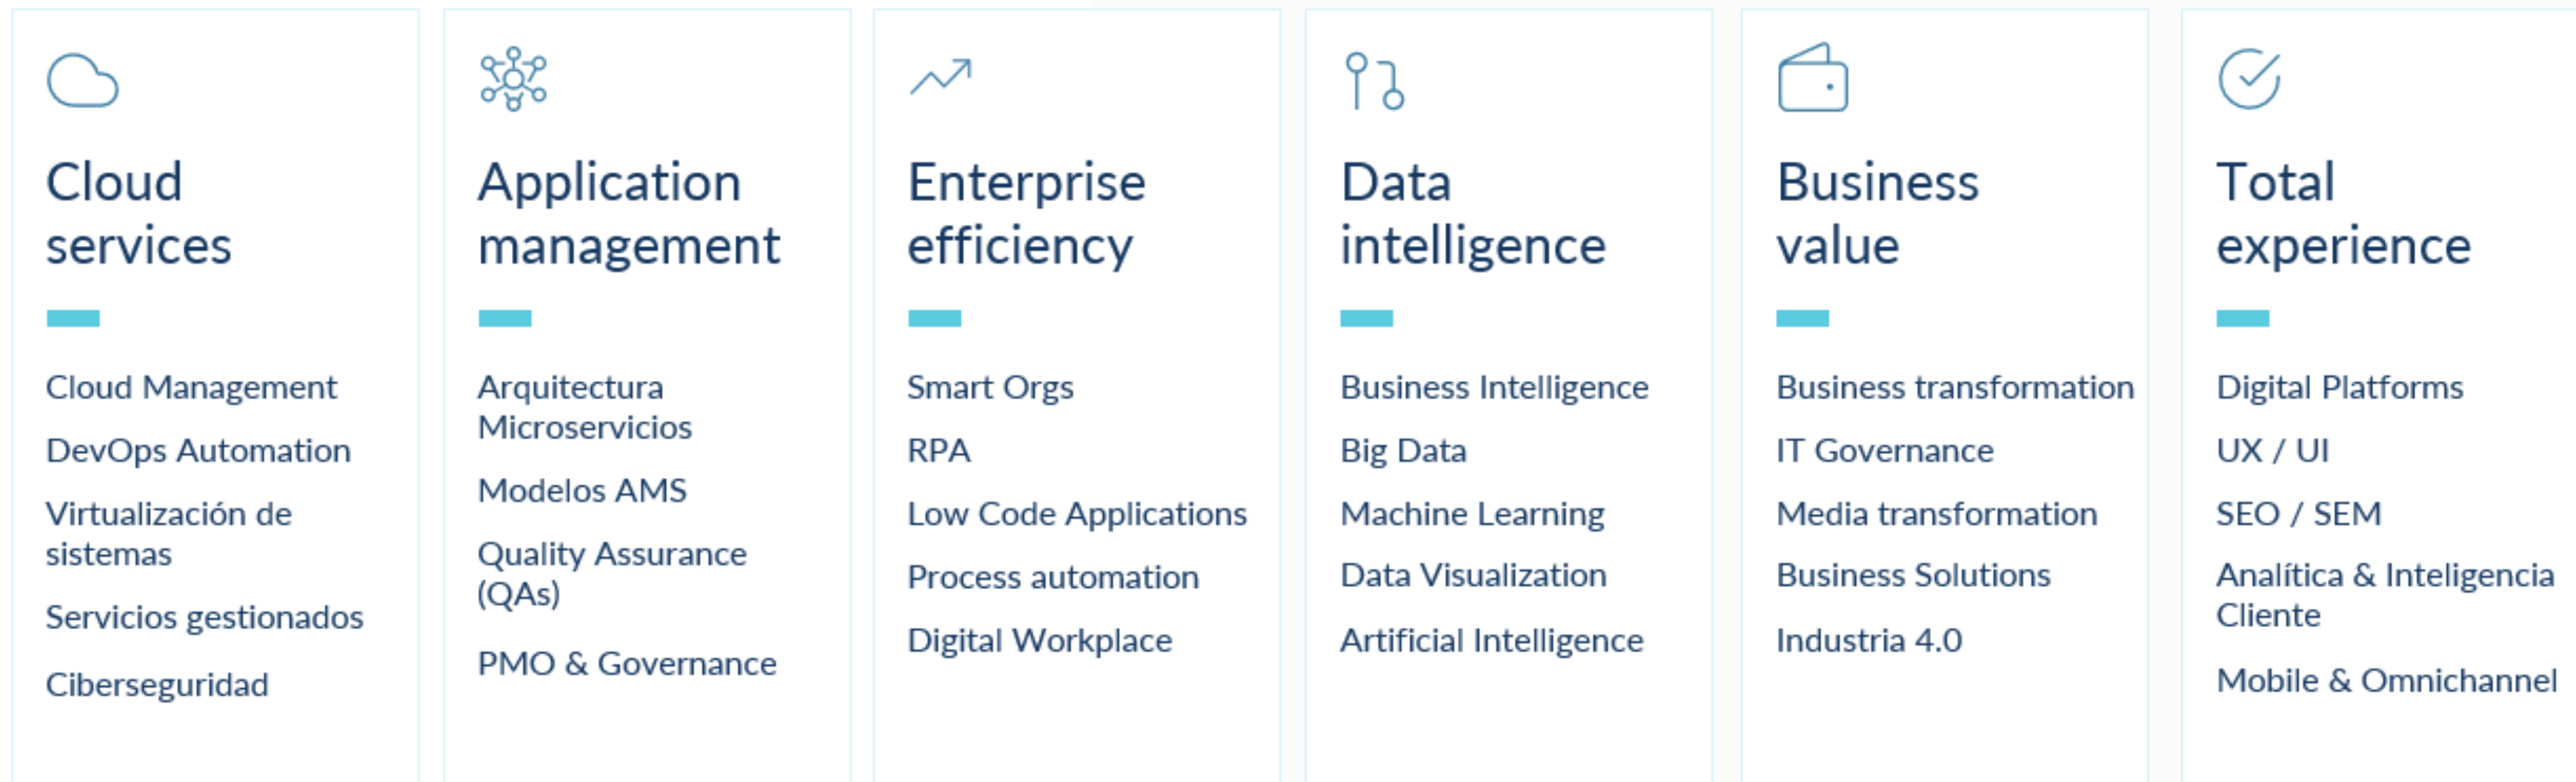 Cloud
services
Cloud Management
DevOps Automation
Virtualización de
sistemas
Servicios gestionados
Ciberseguridad
Application
management
Arquitectura
Microservicios
Modelos AMS
Quality Assurance
(QAs)
PMO & Governance
Enterprise
efficiency
Smart Orgs
RPA
Low Code Applications
Process automation
Digital Workplace
Data
intelligence
Business Intelligence
Big Data
Machine Learning
Data Visualization
Artificial Intelligence
Business
value
Business transformation
IT Governance
Media transformation
Business Solutions
Industria 4.0
Total
experience
Digital Platforms
UX / UI
SEO / SEM
Analítica & Inteligencia
Cliente
Mobile & Omnichannel